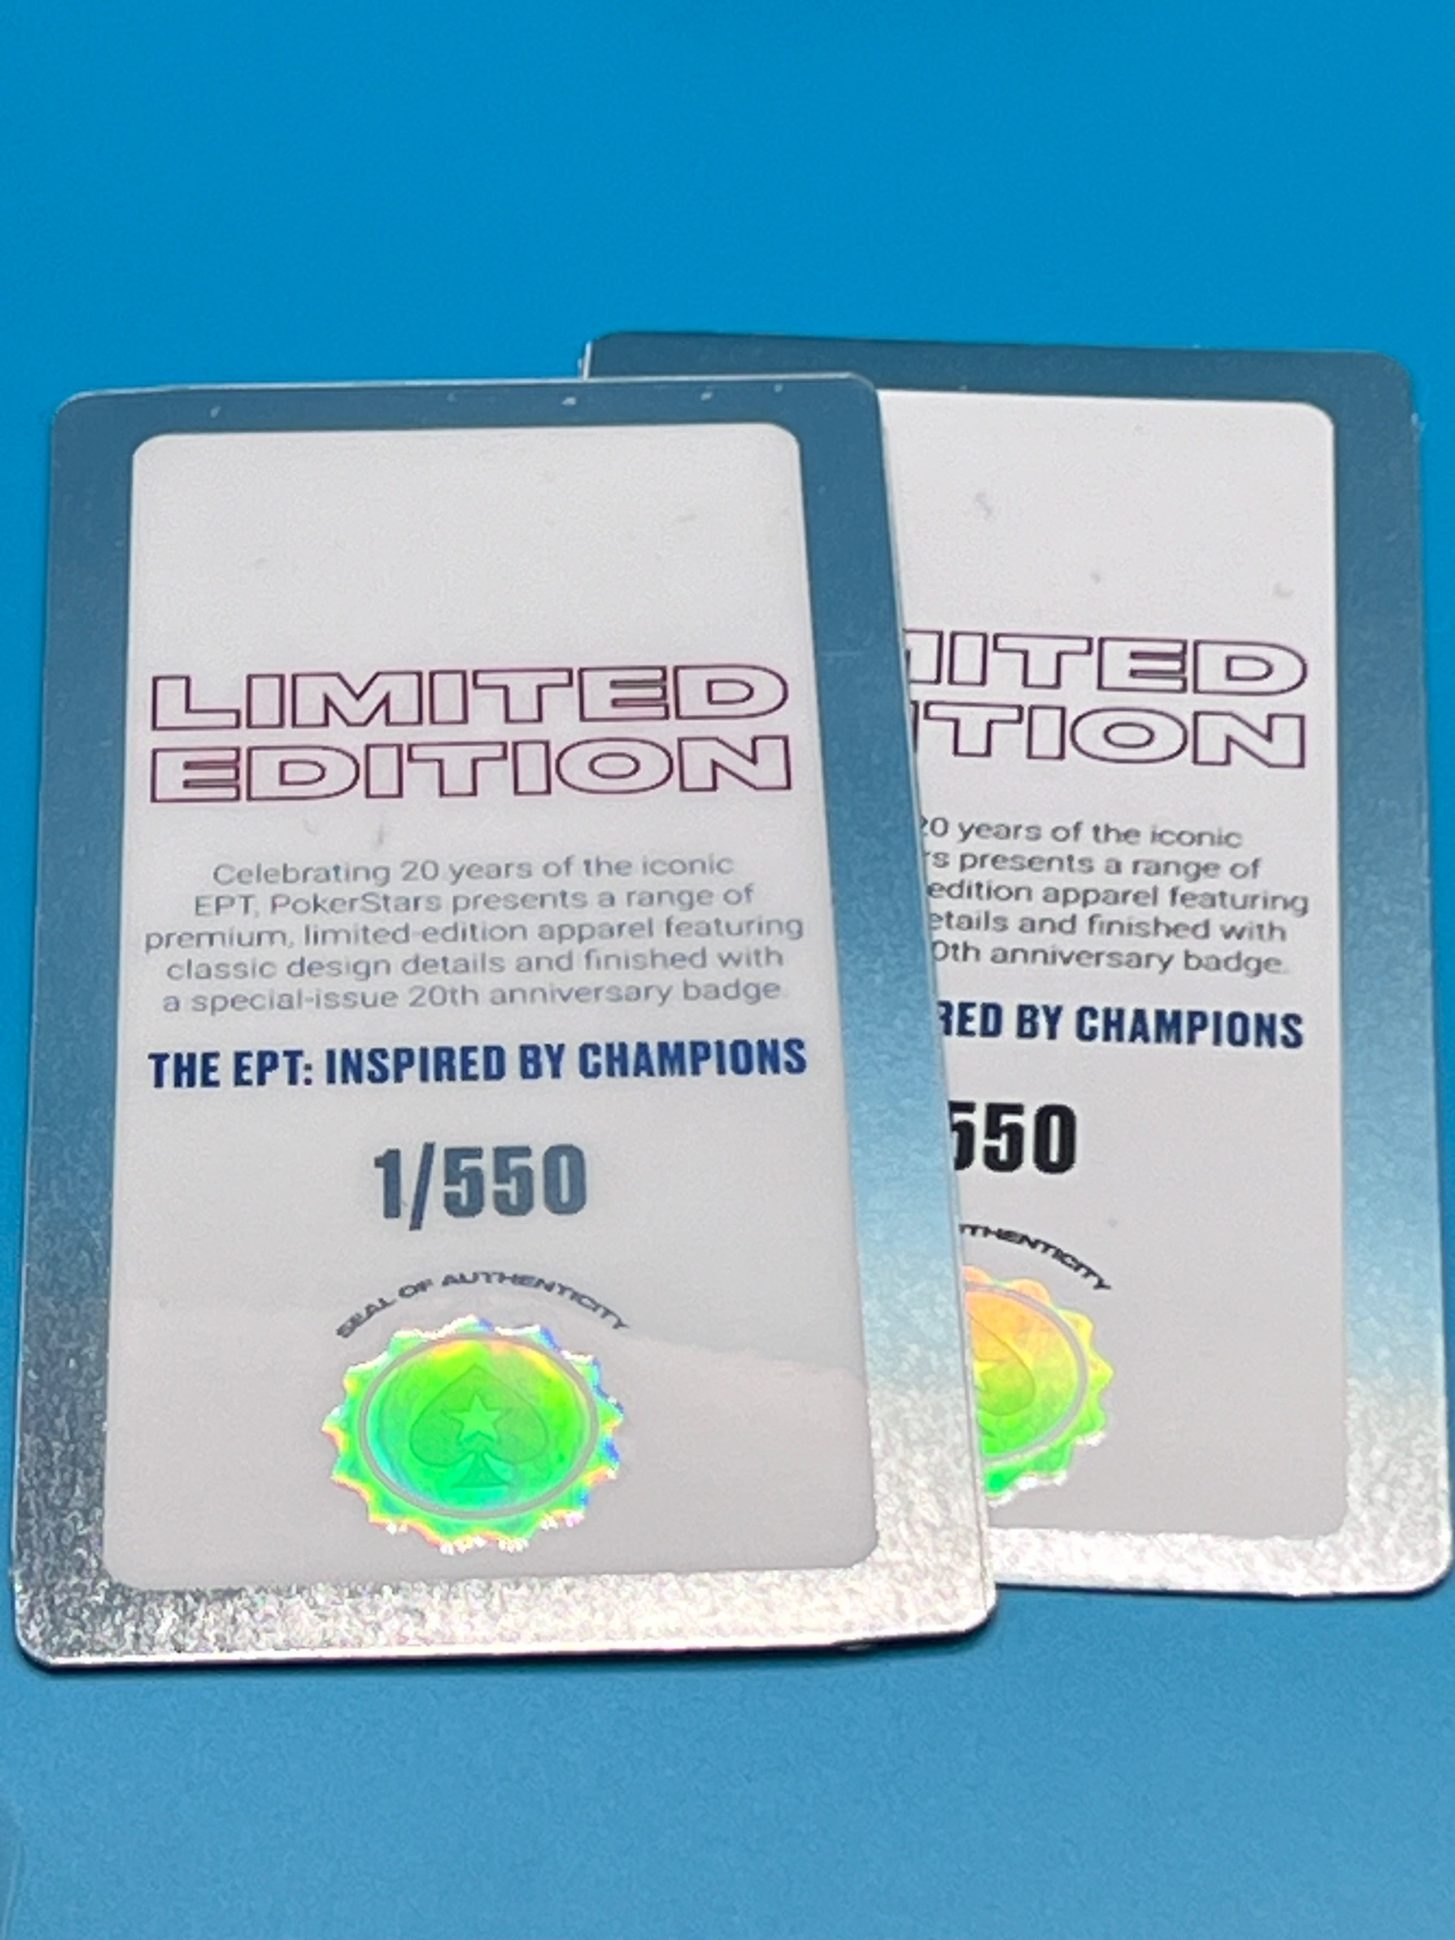 LIMITED
EDITION
Celebrating 20 years of the iconic
EPT, PokerStars presents a range of
premium, limited-edition apparel featuring
classic design details and finished with
a special-issue 20th anniversary badge.
THE EPT: INSPIRED BY CHAMPIONS
1/550
SEAL OF AUTHENTICITY
MITED
ITION
20 years of the iconic
rs presents a range of
edition apparel featuring
etails and finished with
0th anniversary badge.
RED BY CHAMPIONS
550
UTHENTICITY